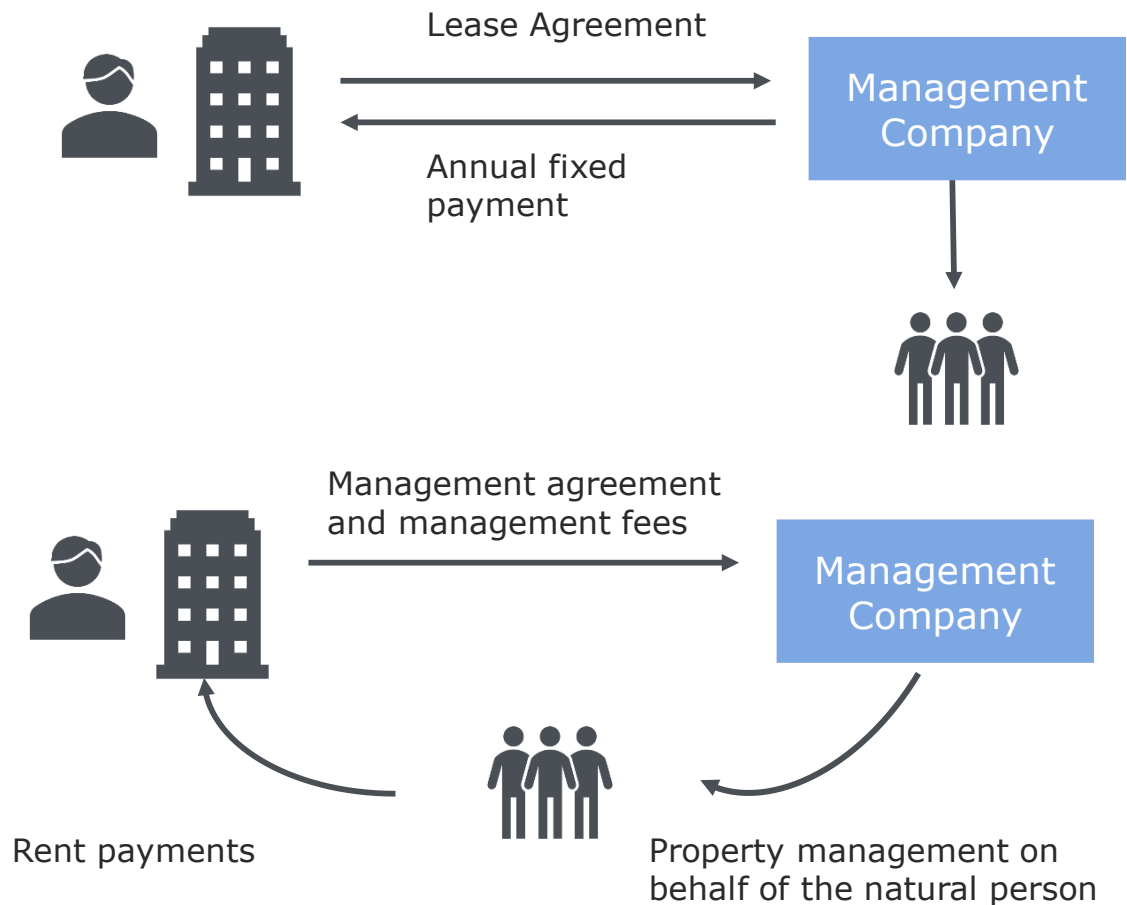 Lease Agreement
Management
Company
Annual fixed
payment
Management agreement
and management fees
Management
Company
Rent payments
Property management on
behalf of the natural person